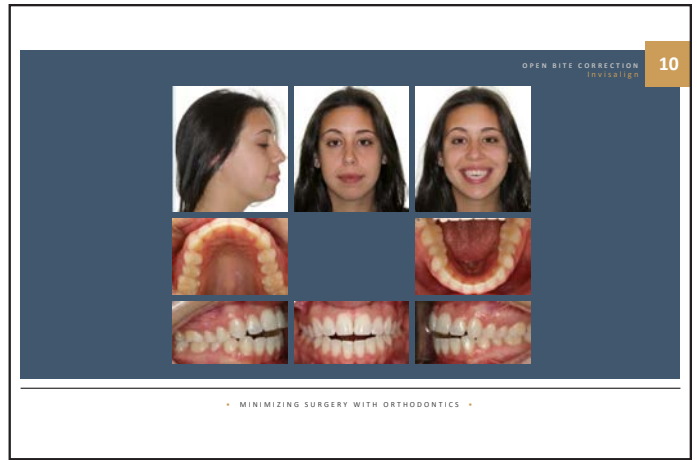 OPEN BITE CORRECTION
Invisalign
10
• MINIMIZING SURGERY WITH ORTHODONTICS •